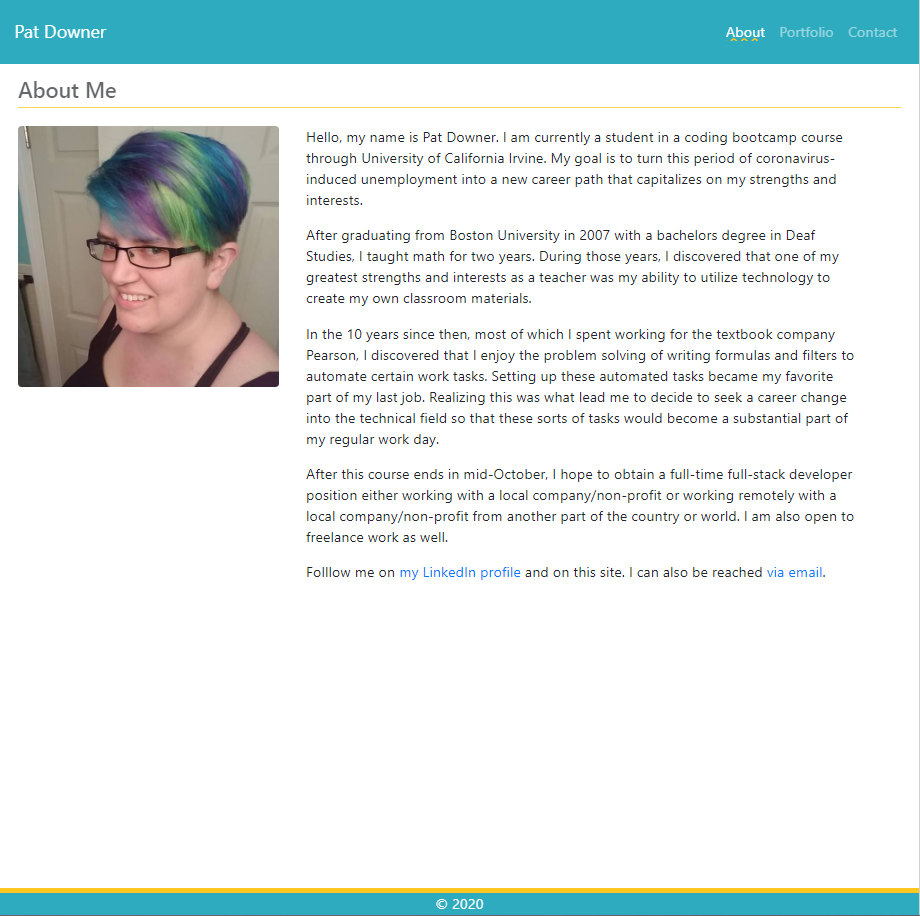 Pat Downer
About Portfolio Contact
About Me
Hello, my name is Pat Downer. I am currently a student in a coding bootcamp course
through University of California Irvine. My goal is to turn this period of coronavirus-
induced unemployment into a new career path that capitalizes on my strengths and
interests.
After graduating from Boston University in 2007 with a bachelors degree in Deaf
Studies, I taught math for two years. During those years, I discovered that one of my
greatest strengths and interests as a teacher was my ability to utilize technology to
create my own classroom materials.
In the 10 years since then, most of which I spent working for the textbook company
Pearson, I discovered that I enjoy the problem solving of writing formulas and filters to
automate certain work tasks. Setting up these automated tasks became my favorite
part of my last job. Realizing this was what lead me to decide to seek a career change
into the technical field so that these sorts of tasks would become a substantial part of
my regular work day.
After this course ends in mid-October, I hope to obtain a full-time full-stack developer
position either working with a local company/non-profit or working remotely with a
local company/non-profit from another part of the country or world. I am also open to
freelance work as well.
Folllow me on my LinkedIn profile and on this site. I can also be reached via email.
© 2020